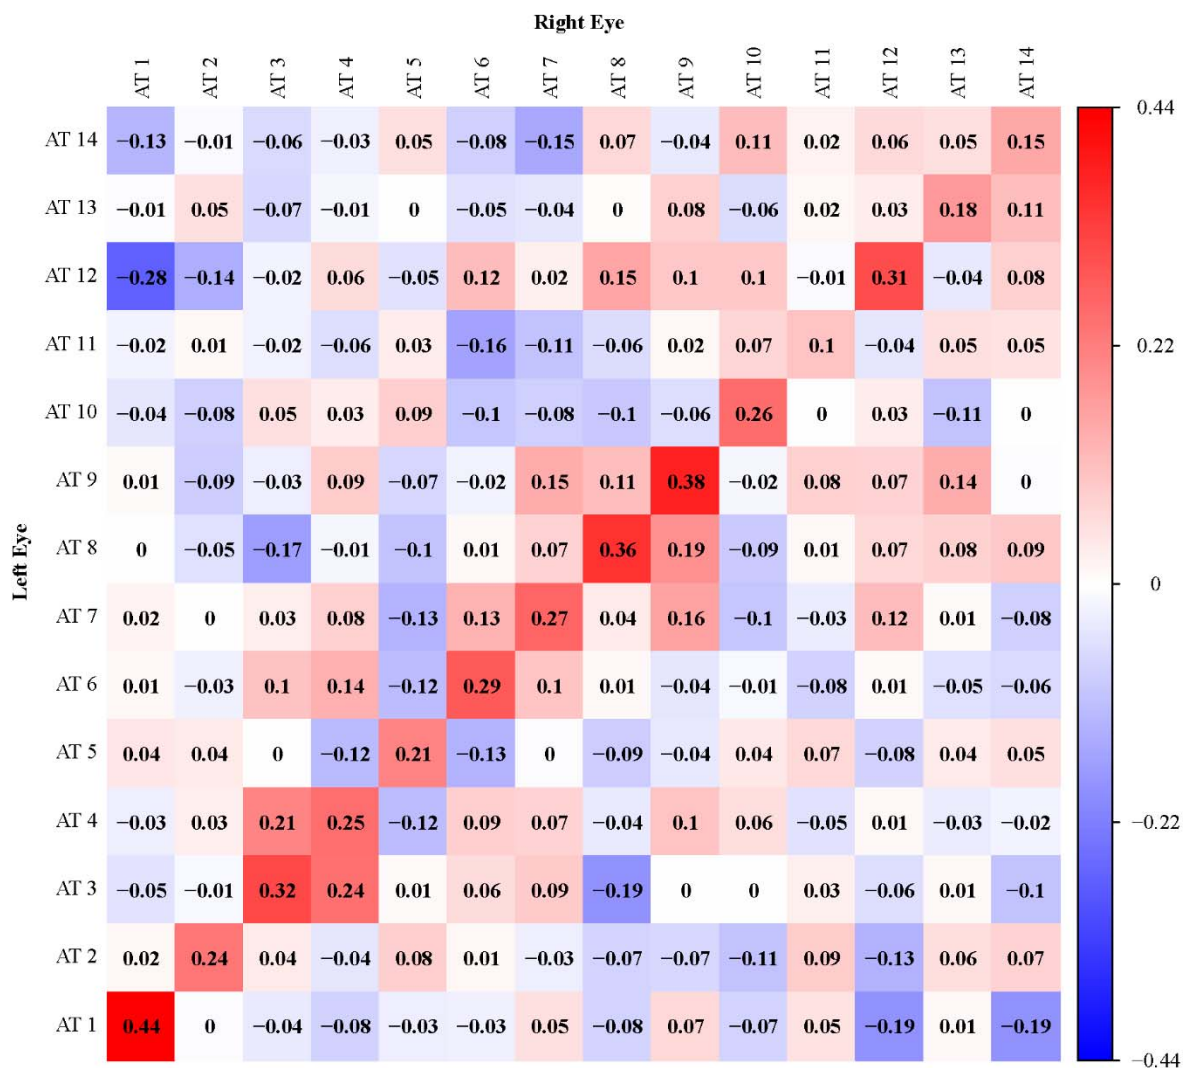 Right Eye
AT 1 AT 2 AT 3 AT 4 AT 5 AT 6 AT 7 AT 8 AT 9 AT 10 AT 11 AT 12 AT 13 AT 14
AT 14 −0.13 −0.01 −0.06 −0.03 0.05 −0.08 −0.15 0.07 −0.04 0.11 0.02 0.06 0.05 0.15
AT 13 −0.01 0.05 −0.07 −0.01 0 −0.05 −0.04 0 0.08 −0.06 0.02 0.03 0.18 0.11
AT 12 −0.28 −0.14 −0.02 0.06 −0.05 0.12 0.02 0.15 0.1 0.1 −0.01 0.31 −0.04 0.08
AT 11 −0.02 0.01 −0.02 −0.06 0.03 −0.16 −0.11 −0.06 0.02 0.07 0.1 −0.04 0.05 0.05
AT 10 −0.04 −0.08 0.05 0.03 0.09 −0.1 −0.08 −0.1 −0.06 0.26 0 0.03 −0.11 0
AT 9 0.01 −0.09 −0.03 0.09 −0.07 −0.02 0.15 0.11 0.38 −0.02 0.08 0.07 0.14 0
AT 8 0 −0.05 −0.17 −0.01 −0.1 0.01 0.07 0.36 0.19 −0.09 0.01 0.07 0.08 0.09
AT 7 0.02 0 0.03 0.08 −0.13 0.13 0.27 0.04 0.16 −0.1 −0.03 0.12 0.01 −0.08
AT 6 0.01 −0.03 0.1 0.14 −0.12 0.29 0.1 0.01 −0.04 −0.01 −0.08 0.01 −0.05 −0.06
AT 5 0.04 0.04 0 −0.12 0.21 −0.13 0 −0.09 −0.04 0.04 0.07 −0.08 0.04 0.05
AT 4 −0.03 0.03 0.21 0.25 −0.12 0.09 0.07 −0.04 0.1 0.06 −0.05 0.01 −0.03 −0.02
AT 3 −0.05 −0.01 0.32 0.24 0.01 0.06 0.09 −0.19 0 0 0.03 −0.06 0.01 −0.1
AT 2 0.02 0.24 0.04 −0.04 0.08 0.01 −0.03 −0.07 −0.07 −0.11 0.09 −0.13 0.06 0.07
AT 1 0.44 0 −0.04 −0.08 −0.03 −0.03 0.05 −0.08 0.07 −0.07 0.05 −0.19 0.01 −0.19
Left Eye
0.44
0.22
0
−0.22
−0.44